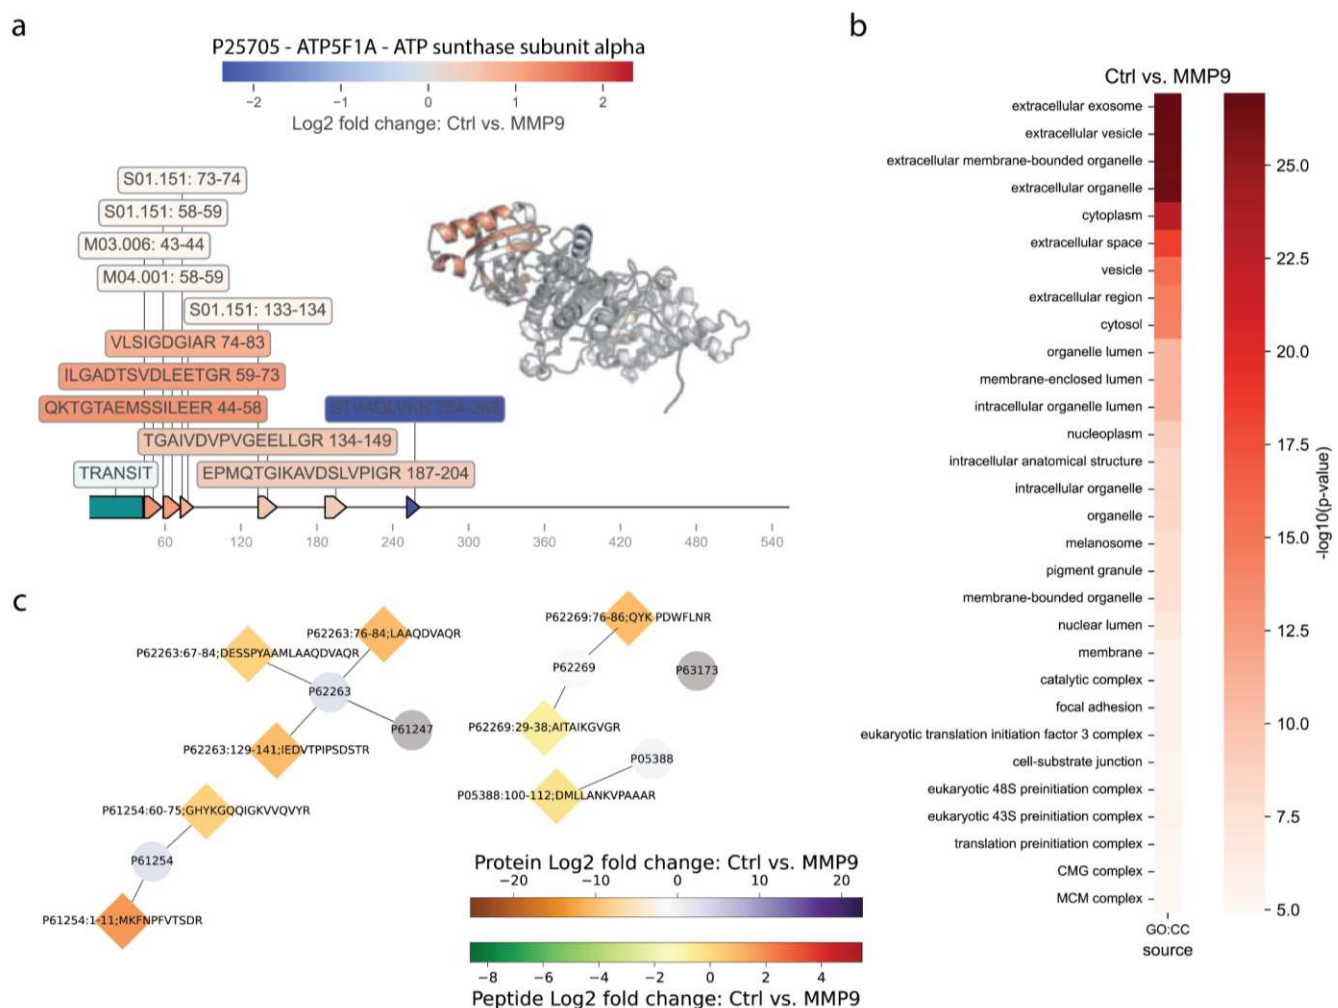 a
P25705 - ATP5F1A - ATP sunthase subunit alpha
−2 −1 0 1 2
Log2 fold change: Ctrl vs. MMP9
S01.151: 73-74
S01.151: 58-59
M03.006: 43-44
M04.001: 58-59
S01.151: 133-134
VLSIGDGIAR 74-83
ILGADTSVDLEETGR 59-73
QKTGTAEMSSILEER 44-58
STVAQLVKR 254-262
TGAIVDVPVGEELLGR 134-149
TRANSIT
EPMQTGIKAVDSLVPIGR 187-204
60 120 180 240 300 360 420 480 540
b
Ctrl vs. MMP9
extracellular exosome
extracellular vesicle
extracellular membrane-bounded organelle
extracellular organelle
cytoplasm
extracellular space
vesicle
extracellular region
cytosol
organelle lumen
membrane-enclosed lumen
intracellular organelle lumen
nucleoplasm
intracellular anatomical structure
intracellular organelle
organelle
melanosome
pigment granule
membrane-bounded organelle
nuclear lumen
membrane
catalytic complex
focal adhesion
eukaryotic translation initiation factor 3 complex
cell-substrate junction
eukaryotic 48S preinitiation complex
eukaryotic 43S preinitiation complex
translation preinitiation complex
CMG complex
MCM complex
GO:CC
source
25.0
22.5
20.0
17.5
15.0
12.5
10.0
7.5
5.0
-log10(p-value)
c
P62263:76-84;LAAQDVAQR
P62263:67-84;DESSPYAAMLAAQDVAQR
P62263
P61247
P62263:129-141;IEDVTPIPSDSTR
P61254:60-75;GHYKGQQIGKVVQVYR
P61254
P61254:1-11;MKFNPFVTSDR
P62269:76-86;QYK PDWFLNR
P62269
P63173
P62269:29-38;AITAIKGVGR
P05388
P05388:100-112;DMLLANKVPAAAR
Protein Log2 fold change: Ctrl vs. MMP9
−20 −10 0 10 20
−8 −6 −4 −2 0 2 4
Peptide Log2 fold change: Ctrl vs. MMP9